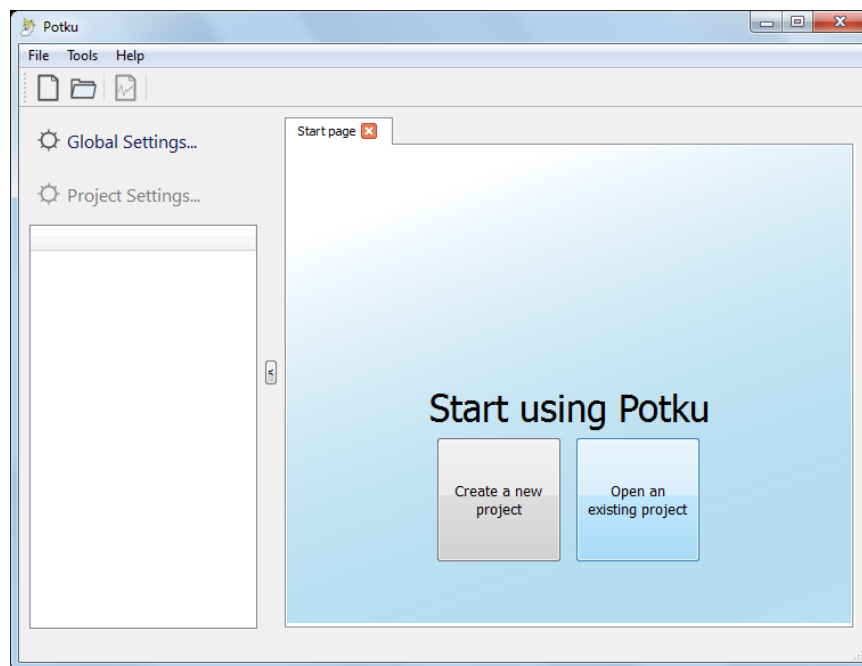 Potku
File Tools Help
Global Settings...
Project Settings...
Start page
<
Start using Potku
Create a new
project
Open an
existing project